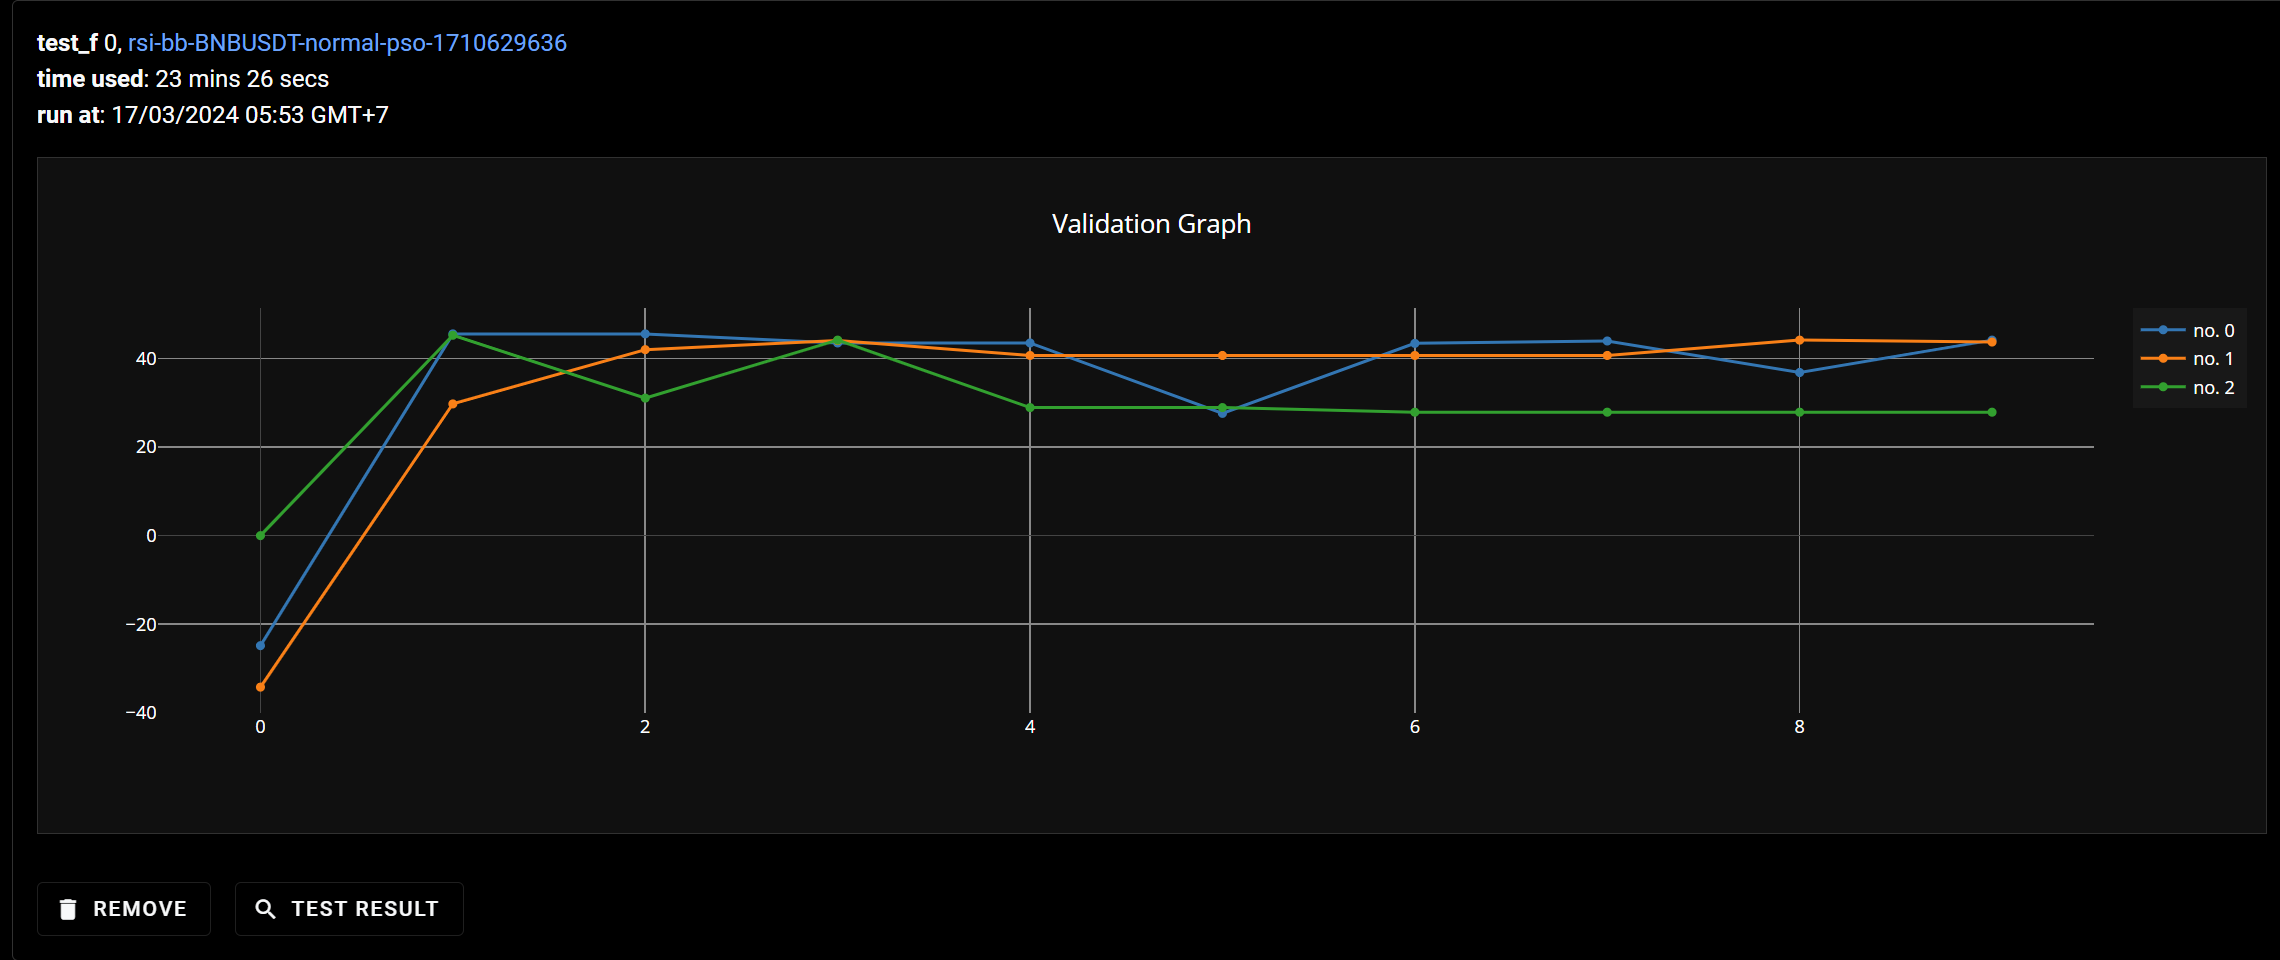 test_f 0, rsi-bb-BNBUSDT-normal-pso-1710629636
time used: 23 mins 26 secs
run at: 17/03/2024 05:53 GMT+7
Validation Graph
40
20
0
−20
−40
0
2
4
6
8
no. 0
no. 1
no. 2
REMOVE
TEST RESULT